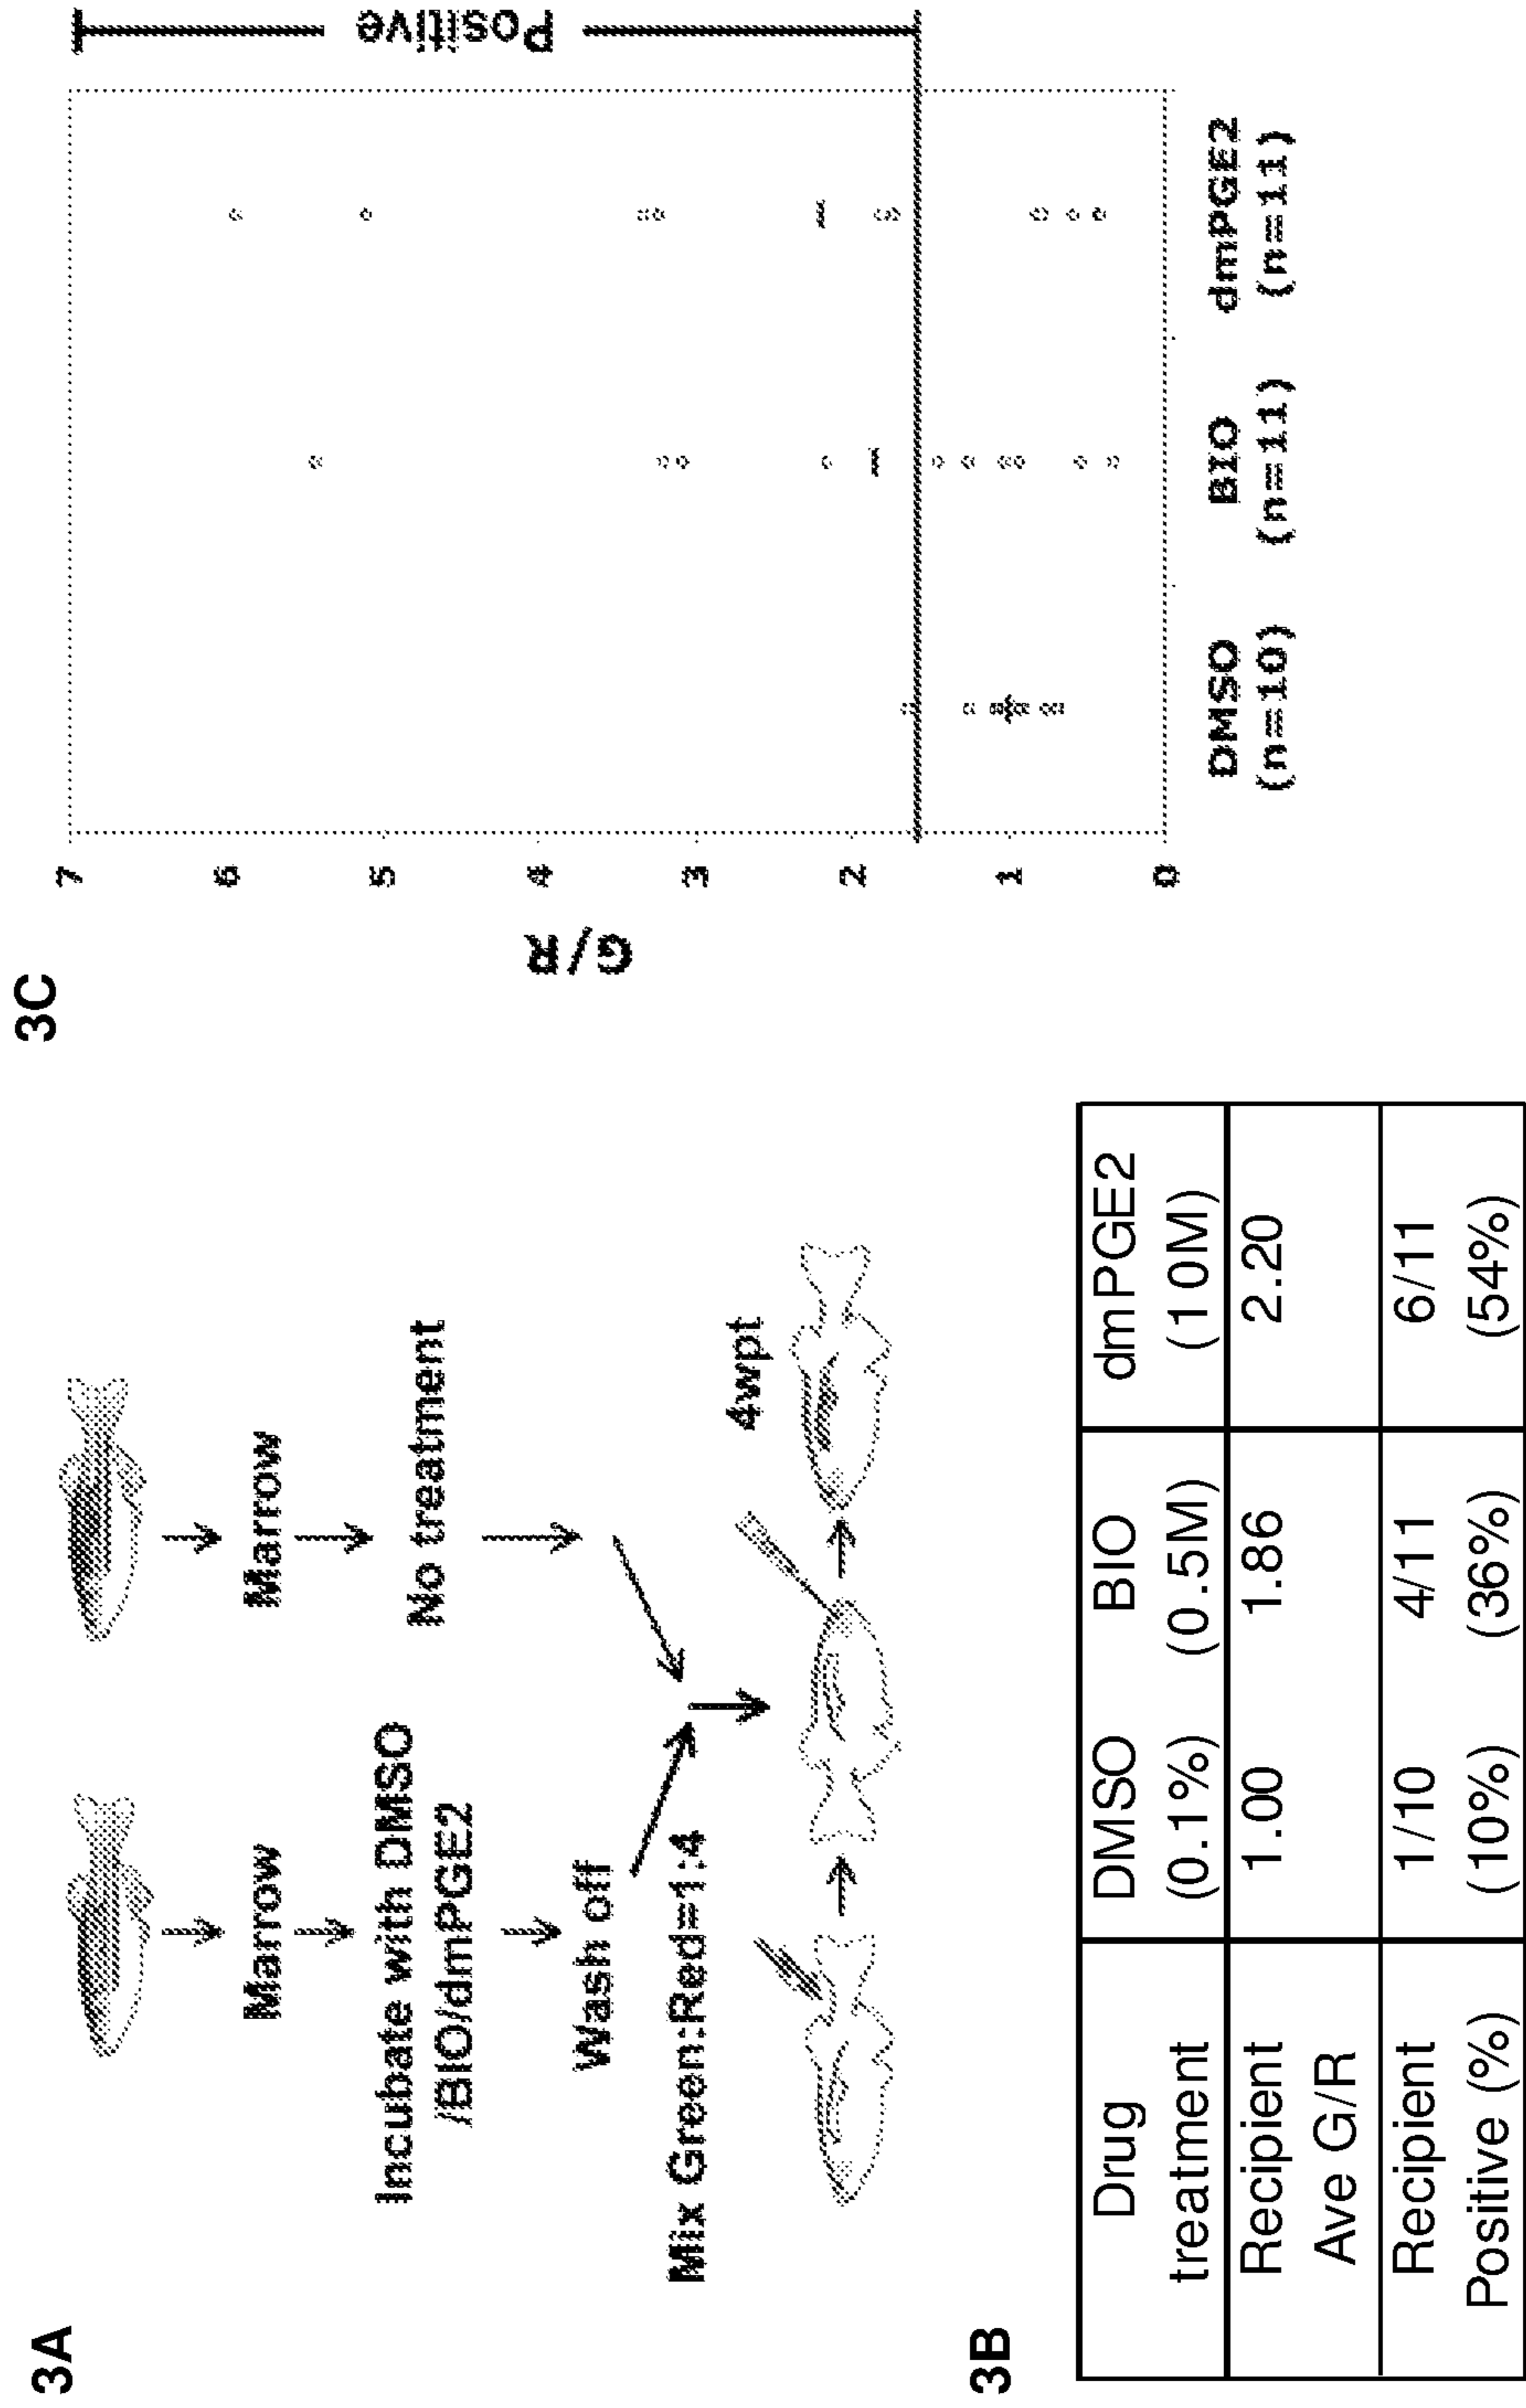 3A
Marrow
Marrow
Incubate with DMSO
/BIO/dmPGE2
No treatment
Wash off
Mix Green:Red=1:4
4wpt
3B
Drug
treatment
DMSO
(0.1%)
BIO
(0.5M)
dmPGE2
(10M)
Recipient
Ave G/R
1.00
1.86
2.20
Recipient
Positive (%)
1/10
(10%)
4/11
(36%)
6/11
(54%)
3C
G/R
7
6
5
4
3
2
1
0
Positive
DMSO
(n=10)
BIO
(n=11)
dmPGE2
(n=11)